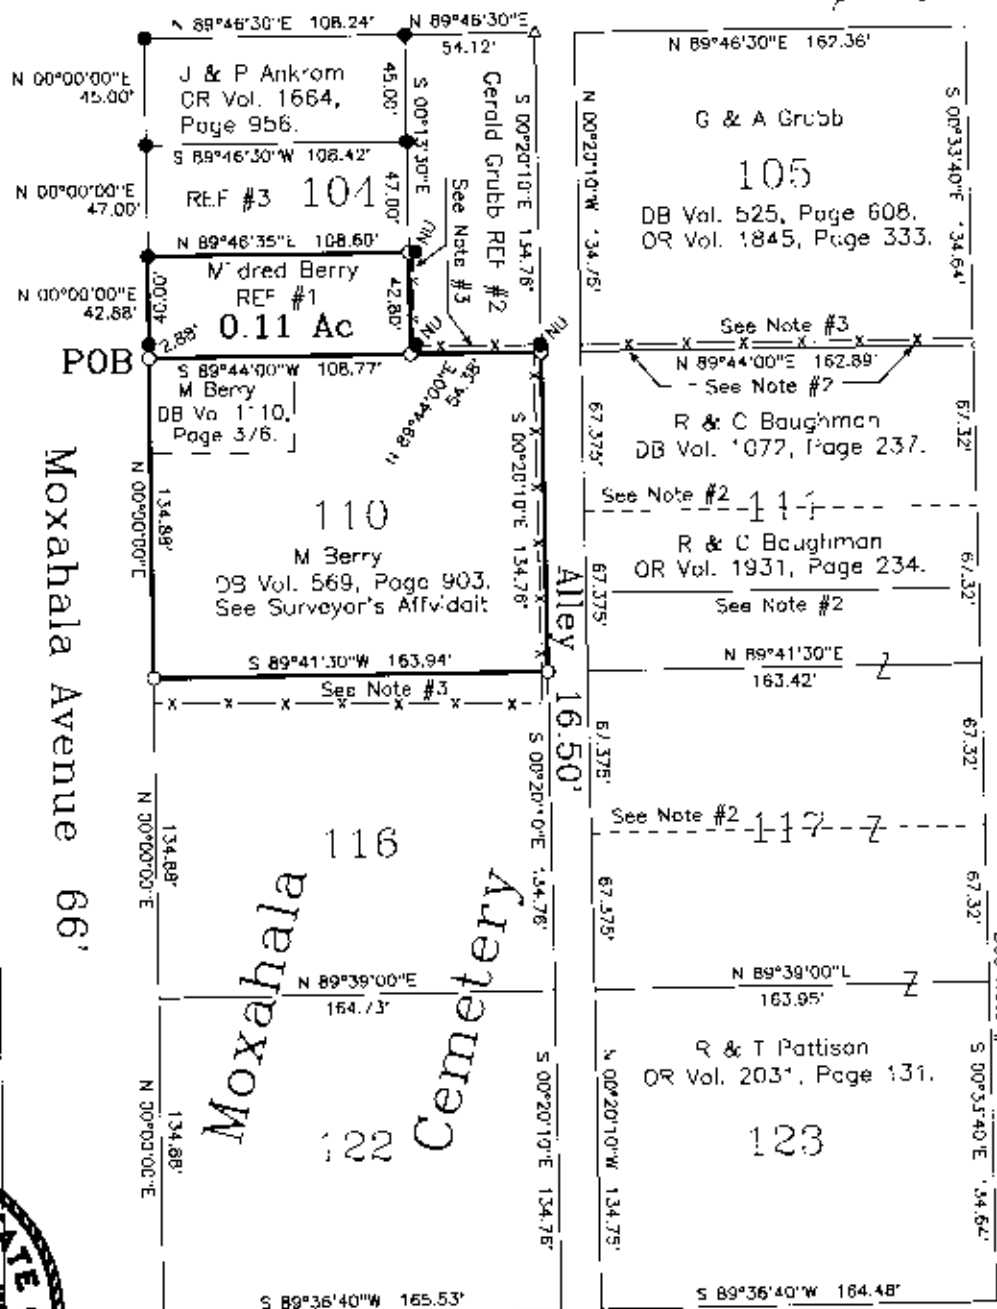 N 89°46'30"E 108.24'
N 89°46'30"E
54.12'
N 00°00'00"E
45.00'
J & P Ankrom
OR Vol. 1664,
Page 956.
45.00'
S 00°13'30"E
S 89°46'30"W 108.42'
N 00°00'00"E
47.00'
REF #3
104
47.00'
See Note #3
Gerald Grubb REF #2
S 00°20'10"E 134.76'
N 89°46'35"E 108.60'
NU
N 00°00'00"E
42.88'
40.00'
Mildred Berry
REF #1
0.11 Ac
42.80'
NU
NU
POB
2.88'
S 89°44'00"W 108.77'
N 89°44'00"E
54.38'
M Berry
DB Vo 1110,
Page 376.
N 00°00'00"E
134.88'
110
M Berry
DB Vol. 569, Page 903.
See Surveyor's Affvidait
S 00°20'10"E 134.76'
S 89°41'30"W 163.94'
See Note #3
Moxahala Avenue 66'
Alley 16.50'
N 00°00'00"E
134.88'
116
S 00°20'10"E 134.76'
Moxahala
Cemetery
N 89°39'00"E
164.73'
N 00°00'00"E
134.88'
122
S 00°20'10"E 134.76'
S 89°36'40"W 165.53'
N 89°46'30"E 162.36'
N 00°20'10"W 134.75'
G & A Grubb
105
DB Vol. 525, Page 608.
OR Vol. 1845, Page 333.
S 00°33'40"E 134.64'
See Note #3
N 89°44'00"E 162.89'
See Note #2
67.375'
R & C Baughman
DB Vol. 1072, Page 237.
67.32'
See Note #2
111
R & C Baughman
OR Vol. 1931, Page 234.
67.375'
67.32'
See Note #2
N 89°41'30"E
Z
163.42'
67.375'
67.32'
See Note #2
117
Z
67.375'
67.32'
N 89°39'00"E
Z
163.95'
R & T Pattison
OR Vol. 2031, Page 131.
123
N 00°20'10"W 134.75'
S 00°33'40"E 134.64'
S 89°36'40"W 164.48'